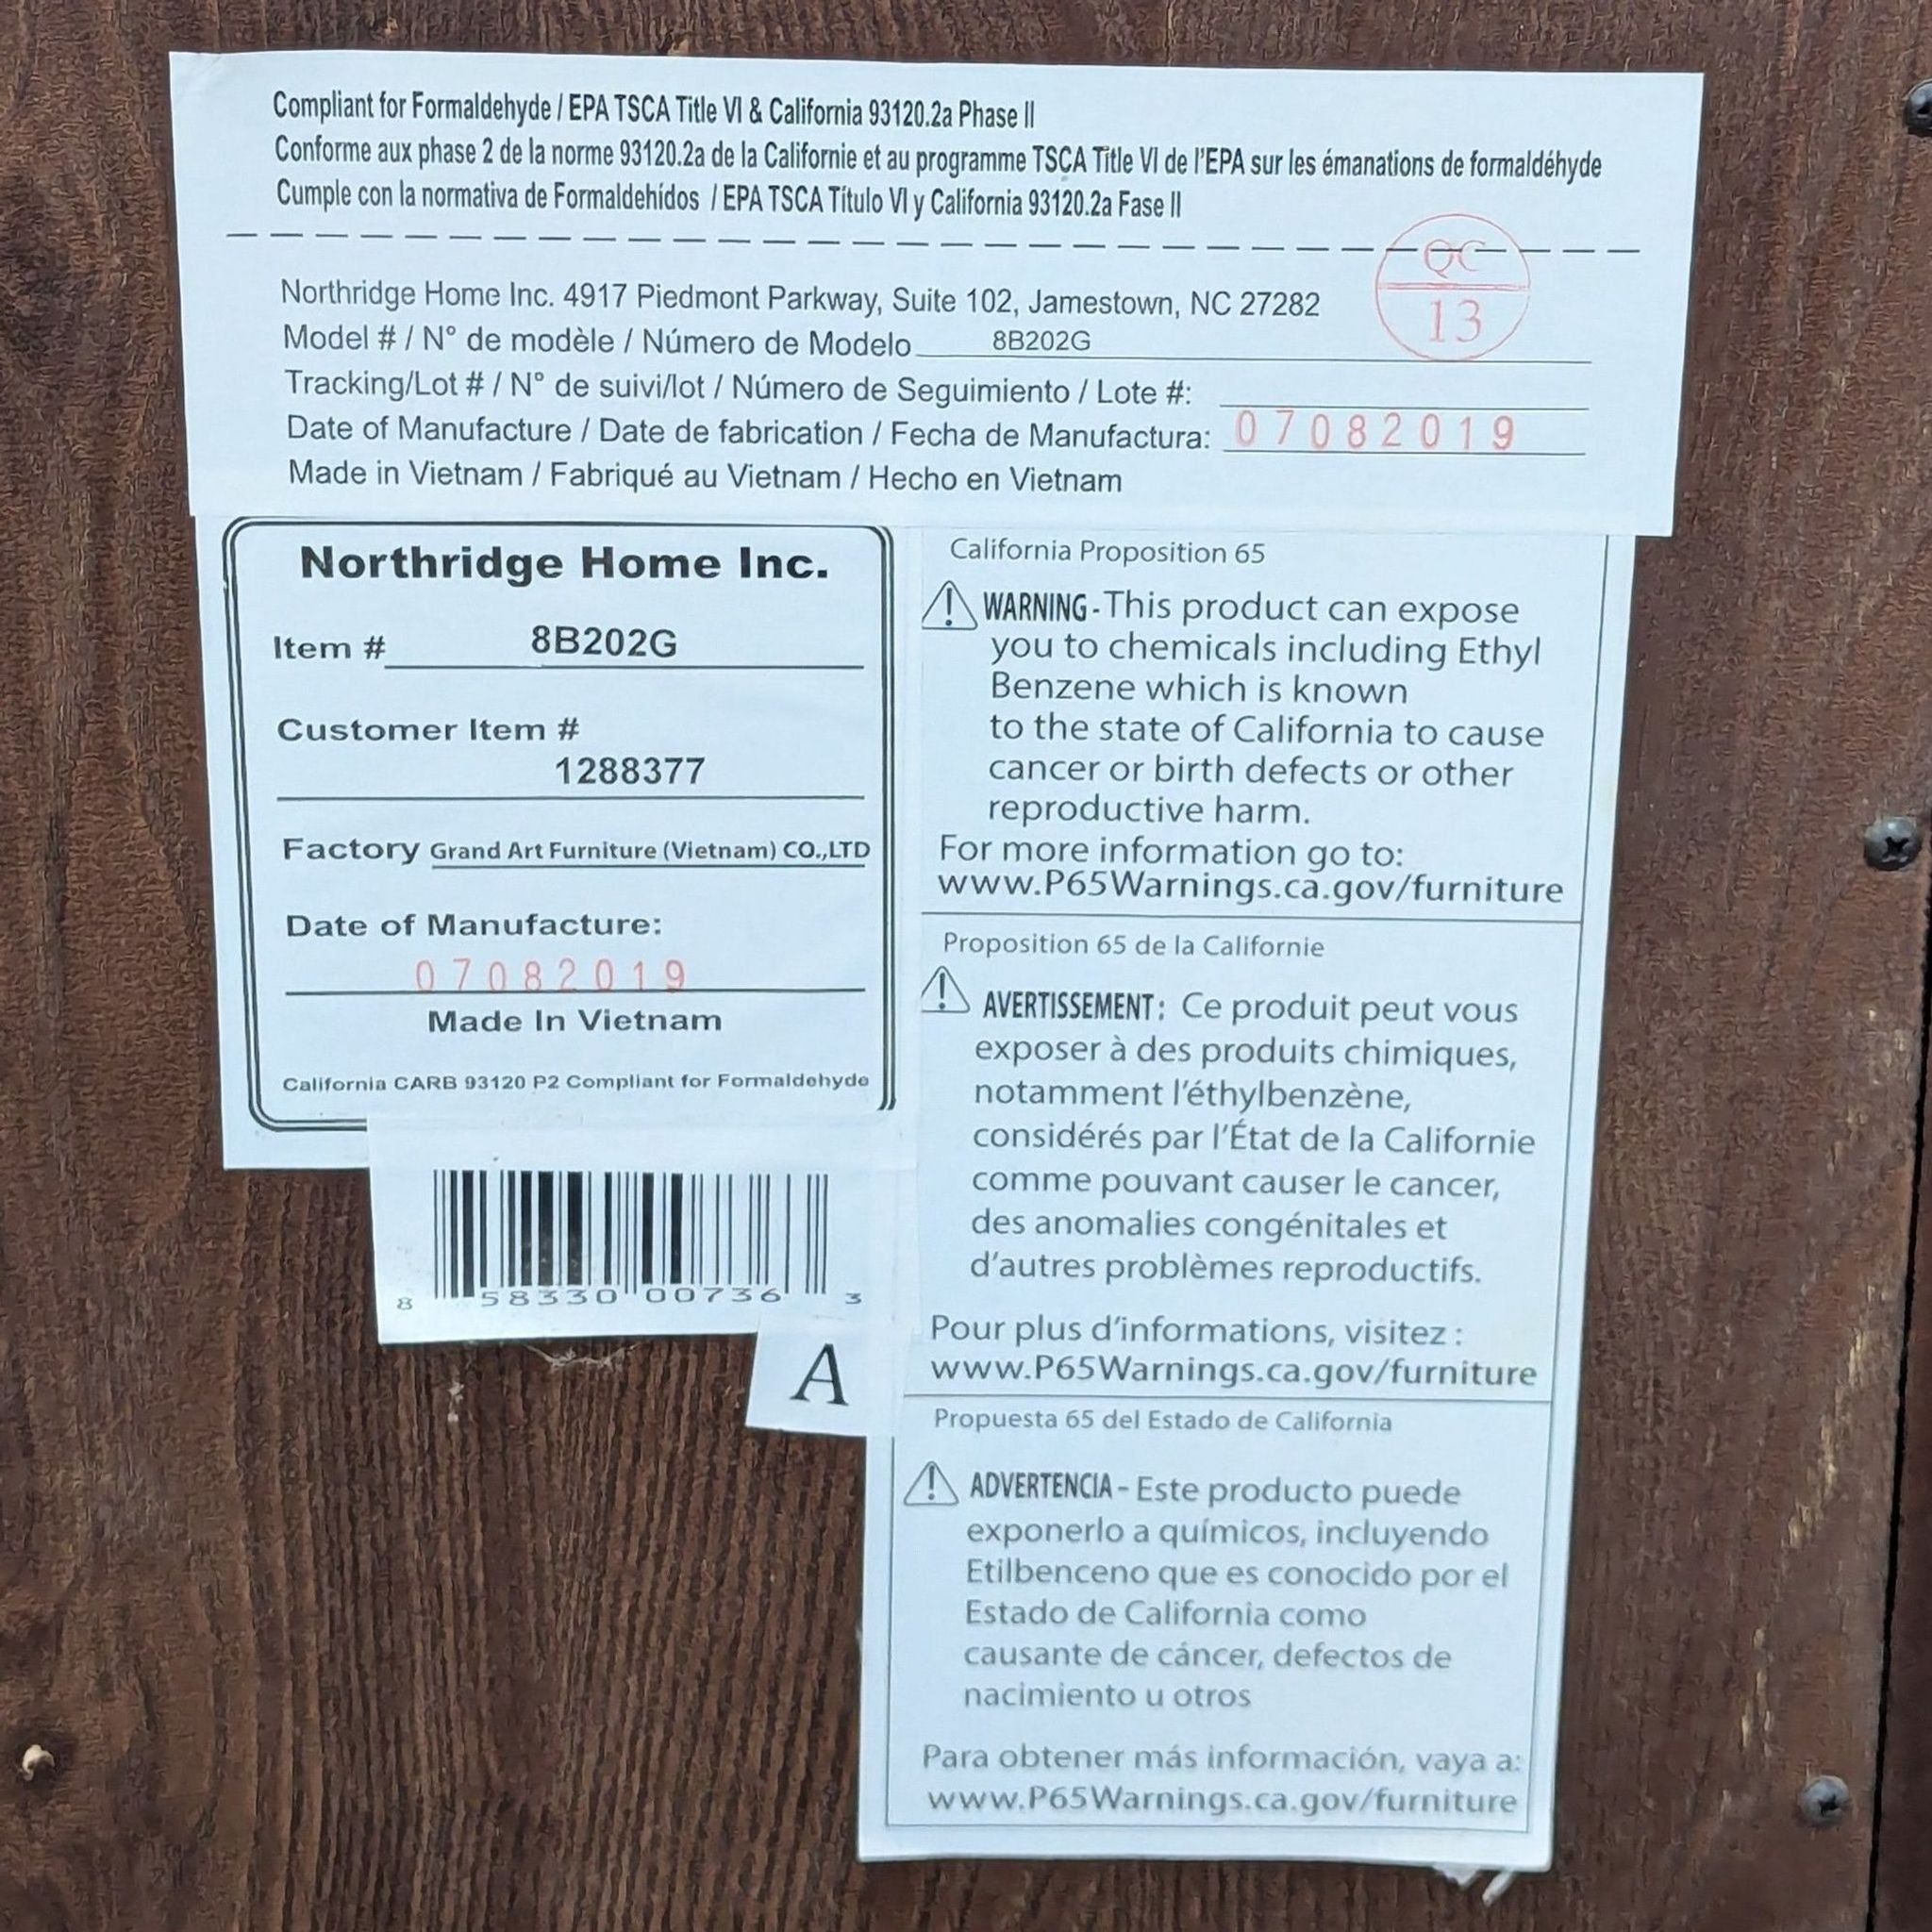 Compliant for Formaldehyde / EPA TSCA Title VI & California 93120.2a Phase II
Conforme aux phase 2 de la norme 93120.2a de la Californie et au programme TSCA Title VI de l'EPA sur les émanations de formaldéhyde
Cumple con la normativa de Formaldehídos / EPA TSCA Título VI y California 93120.2a Fase II
QC
13
Northridge Home Inc. 4917 Piedmont Parkway, Suite 102, Jamestown, NC 27282
Model # / N° de modèle / Número de Modelo 8B202G
Tracking/Lot # / N° de suivi/lot / Número de Seguimiento / Lote #:
Date of Manufacture / Date de fabrication / Fecha de Manufactura: 07082019
Made in Vietnam / Fabriqué au Vietnam / Hecho en Vietnam
Northridge Home Inc.
Item # 8B202G
Customer Item #
1288377
Factory Grand Art Furniture (Vietnam) CO.,LTD
Date of Manufacture:
07082019
Made In Vietnam
California CARB 93120 P2 Compliant for Formaldehyde
8 58330 00736 3
A
California Proposition 65
WARNING - This product can expose
you to chemicals including Ethyl
Benzene which is known
to the state of California to cause
cancer or birth defects or other
reproductive harm.
For more information go to:
www.P65Warnings.ca.gov/furniture
Proposition 65 de la Californie
AVERTISSEMENT : Ce produit peut vous
exposer à des produits chimiques,
notamment l'éthylbenzène,
considérés par l'État de la Californie
comme pouvant causer le cancer,
des anomalies congénitales et
d'autres problèmes reproductifs.
Pour plus d'informations, visitez :
www.P65Warnings.ca.gov/furniture
Propuesta 65 del Estado de California
ADVERTENCIA - Este producto puede
exponerlo a químicos, incluyendo
Etilbenceno que es conocido por el
Estado de California como
causante de cáncer, defectos de
nacimiento u otros
Para obtener más información, vaya a:
www.P65Warnings.ca.gov/furniture